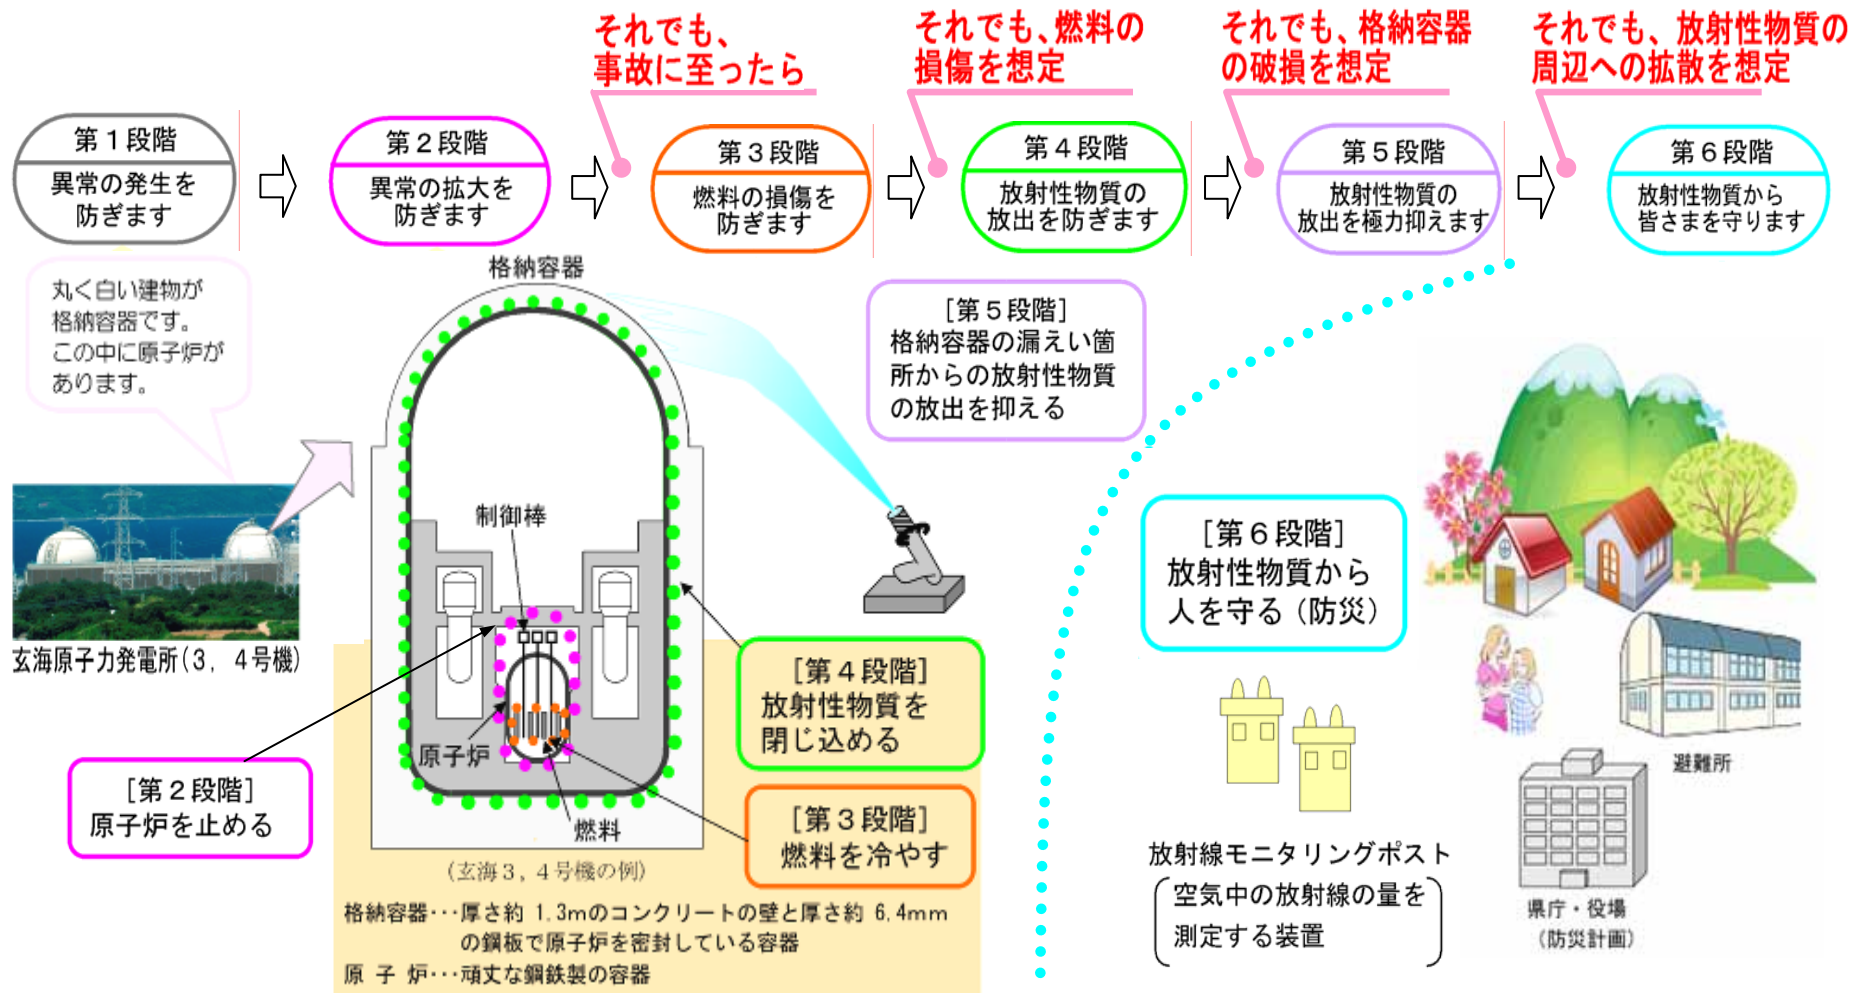 それでも、
事故に至ったら
それでも、燃料の
損傷を想定
それでも、格納容器
の破損を想定
それでも、放射性物質の
周辺への拡散を想定
第１段階
異常の発生を
防ぎます
第２段階
異常の拡大を
防ぎます
第３段階
燃料の損傷を
防ぎます
第４段階
放射性物質の
放出を防ぎます
第５段階
放射性物質の
放出を極力抑えます
第６段階
放射性物質から
皆さまを守ります
丸く白い建物が
格納容器です。
この中に原子炉が
あります。
玄海原子力発電所(３，４号機)
格納容器
制御棒
原子炉
燃料
(玄海３，４号機の例)
［第２段階］
原子炉を止める
［第５段階］
格納容器の漏えい箇
所からの放射性物質
の放出を抑える
［第４段階］
放射性物質を
閉じ込める
［第３段階］
燃料を冷やす
格納容器･･･厚さ約 1.3mのコンクリートの壁と厚さ約 6.4mm
の鋼板で原子炉を密封している容器
原 子 炉･･･頑丈な鋼鉄製の容器
［第６段階］
放射性物質から
人を守る（防災）
放射線モニタリングポスト
空気中の放射線の量を
測定する装置
避難所
県庁・役場
（防災計画）